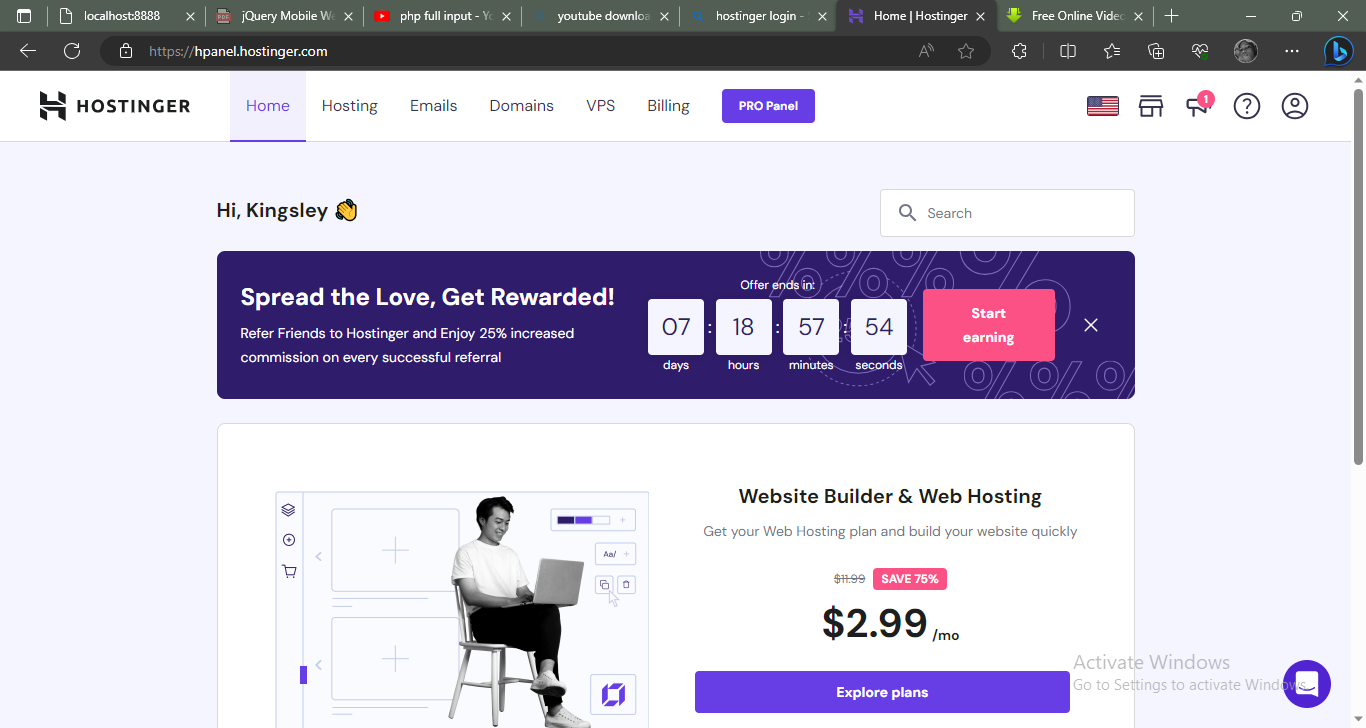 localhost:8888
jQuery Mobile We
php full input - Yo
youtube downloa
hostinger login -
Home | Hostinger
Free Online Video
https://hpanel.hostinger.com
HOSTINGER
Home
Hosting
Emails
Domains
VPS
Billing
PRO Panel
1
Hi, Kingsley 👋
Search
Spread the Love, Get Rewarded!
Refer Friends to Hostinger and Enjoy 25% increased
commission on every successful referral
Offer ends in:
07 : 18 : 57 : 54
days hours minutes seconds
Start
earning
Website Builder & Web Hosting
Get your Web Hosting plan and build your website quickly
$11.99 SAVE 75%
$2.99 /mo
Explore plans
Aa/
Activate Windows
Go to Settings to activate Windows.